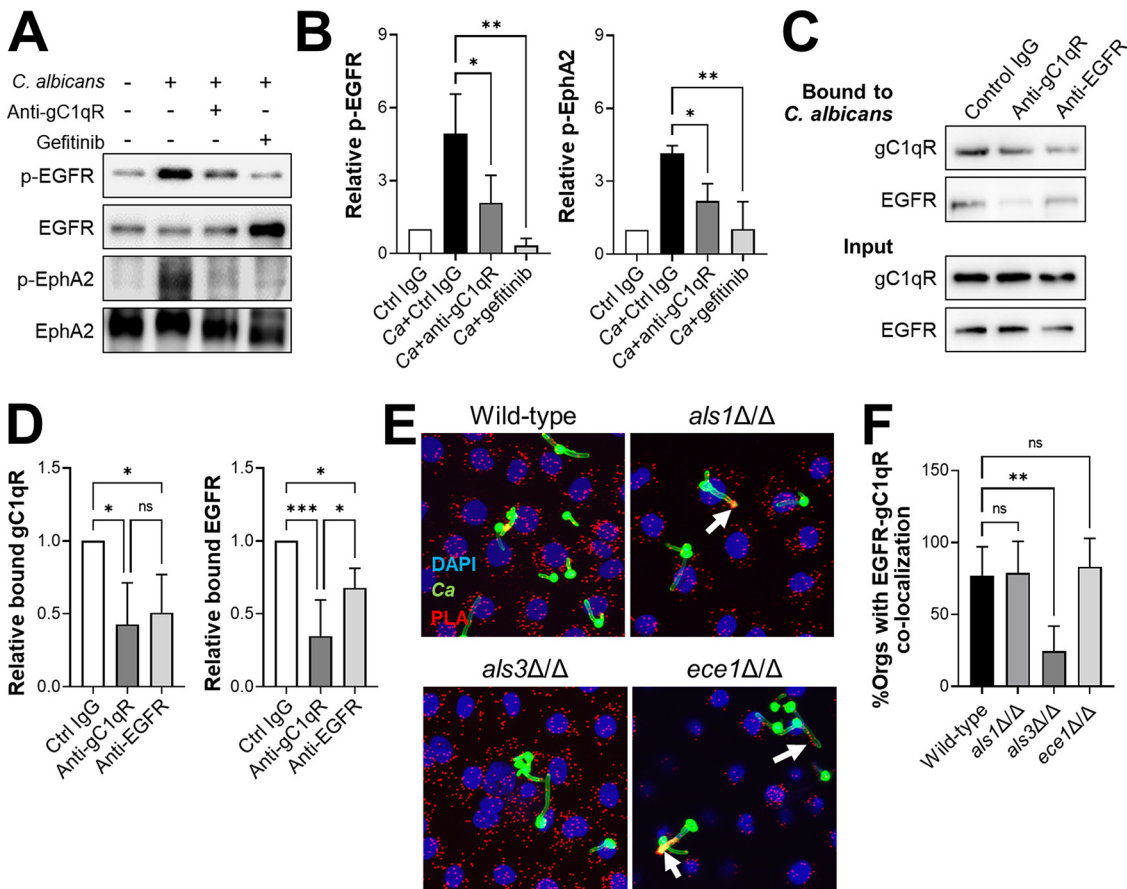 A
C. albicans - + + +
Anti-gC1qR - - + -
Gefitinib - - - +
p-EGFR
EGFR
p-EphA2
EphA2
B
Relative p-EGFR
9
6
3
0
**
*
Ctrl IgG
Ca+Ctrl IgG
Ca+anti-gC1qR
Ca+gefitinib
Relative p-EphA2
9
6
3
0
**
*
Ctrl IgG
Ca+Ctrl IgG
Ca+anti-gC1qR
Ca+gefitinib
C
Control IgG
Anti-gC1qR
Anti-EGFR
Bound to
C. albicans
gC1qR
EGFR
Input
gC1qR
EGFR
D
Relative bound gC1qR
1.5
1.0
0.5
0.0
*
* ns
Ctrl IgG
Anti-gC1qR
Anti-EGFR
Relative bound EGFR
1.5
1.0
0.5
0.0
*
*** *
Ctrl IgG
Anti-gC1qR
Anti-EGFR
E
Wild-type
als1Δ/Δ
DAPI
Ca
PLA
als3Δ/Δ
ece1Δ/Δ
F
%Orgs with EGFR-gC1qR
co-localization
150
100
50
0
ns
**
ns
Wild-type
als1Δ/Δ
als3Δ/Δ
ece1Δ/Δ